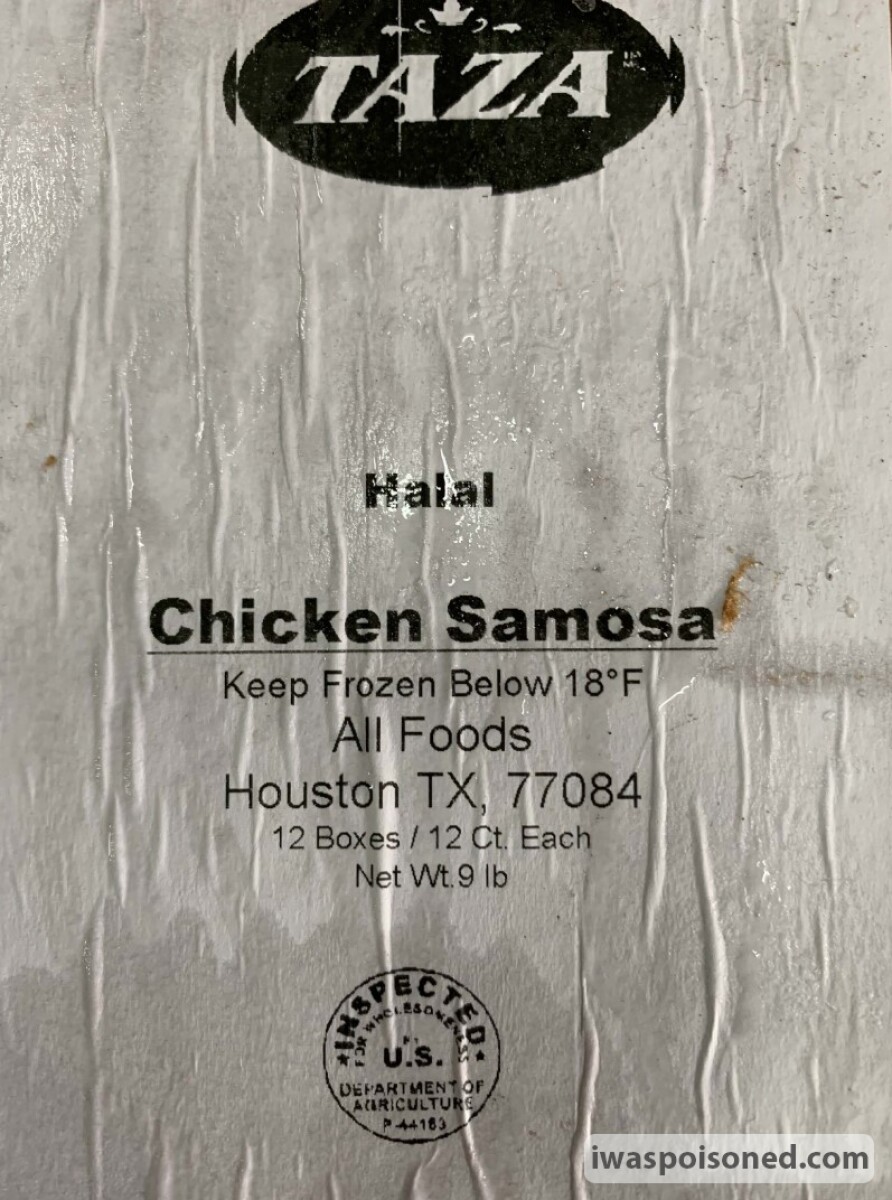 TAZA
Halal
Chicken Samosa
Keep Frozen Below 18°F
All Foods
Houston TX, 77084
12 Boxes / 12 Ct. Each
Net Wt.9 lb
INSPECTED
FOR WHOLESOMENESS
BY
U.S.
DEPARTMENT OF
AGRICULTURE
P-44163
iwaspoisoned.com